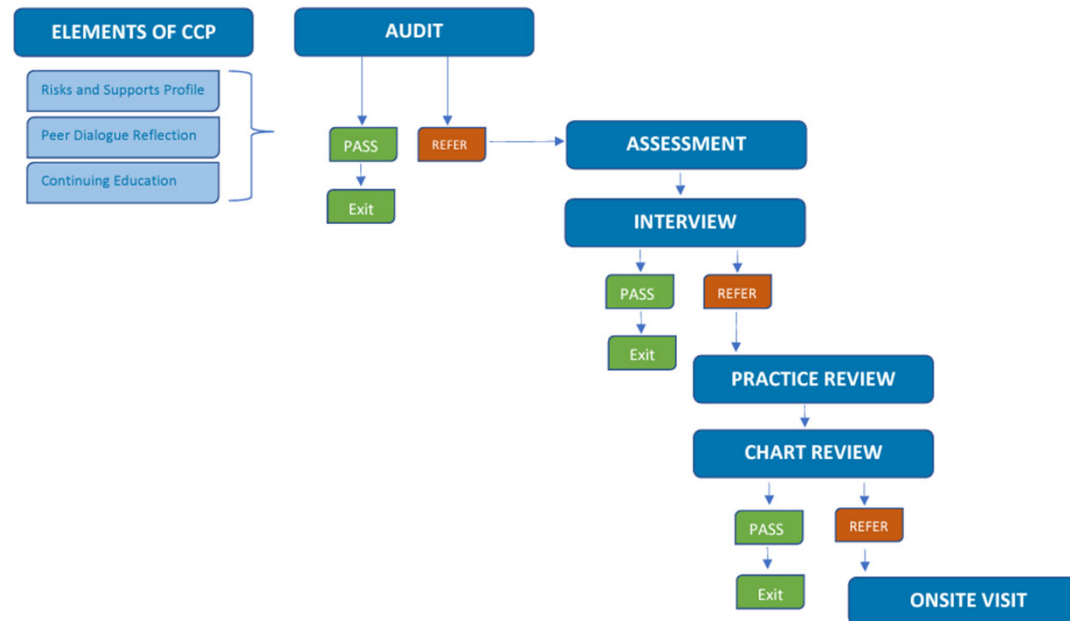 ELEMENTS OF CCP
Risks and Supports Profile
Peer Dialogue Reflection
Continuing Education
AUDIT
PASS
REFER
Exit
ASSESSMENT
INTERVIEW
PASS
REFER
Exit
PRACTICE REVIEW
CHART REVIEW
PASS
REFER
Exit
ONSITE VISIT